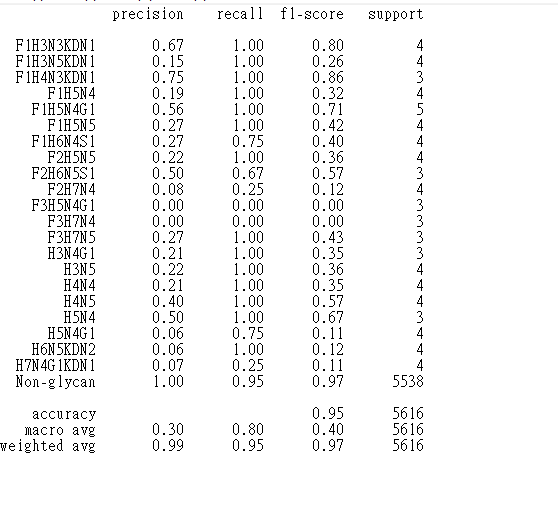 precision recall f1-score support
F1H3N3KDN1 0.67 1.00 0.80 4
F1H3N5KDN1 0.15 1.00 0.26 4
F1H4N3KDN1 0.75 1.00 0.86 3
F1H5N4 0.19 1.00 0.32 4
F1H5N4G1 0.56 1.00 0.71 5
F1H5N5 0.27 1.00 0.42 4
F1H6N4S1 0.27 0.75 0.40 4
F2H5N5 0.22 1.00 0.36 4
F2H6N5S1 0.50 0.67 0.57 3
F2H7N4 0.08 0.25 0.12 4
F3H5N4G1 0.00 0.00 0.00 3
F3H7N4 0.00 0.00 0.00 3
F3H7N5 0.27 1.00 0.43 3
H3N4G1 0.21 1.00 0.35 3
H3N5 0.22 1.00 0.36 4
H4N4 0.21 1.00 0.35 4
H4N5 0.40 1.00 0.57 4
H5N4 0.50 1.00 0.67 3
H5N4G1 0.06 0.75 0.11 4
H6N5KDN2 0.06 1.00 0.12 4
H7N4G1KDN1 0.07 0.25 0.11 4
Non-glycan 1.00 0.95 0.97 5538
accuracy 0.95 5616
macro avg 0.30 0.80 0.40 5616
weighted avg 0.99 0.95 0.97 5616